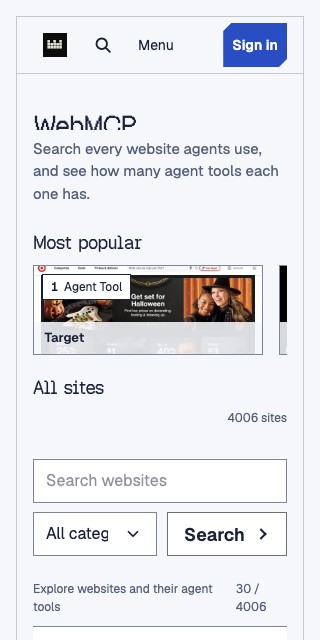 Menu
Sign in
WebMCP
Search every website agents use,
and see how many agent tools each
one has.
Most popular
1 Agent Tool
Get set for
Halloween
Target
All sites
4006 sites
Search websites
All categ
Search
Explore websites and their agent
tools
30 /
4006